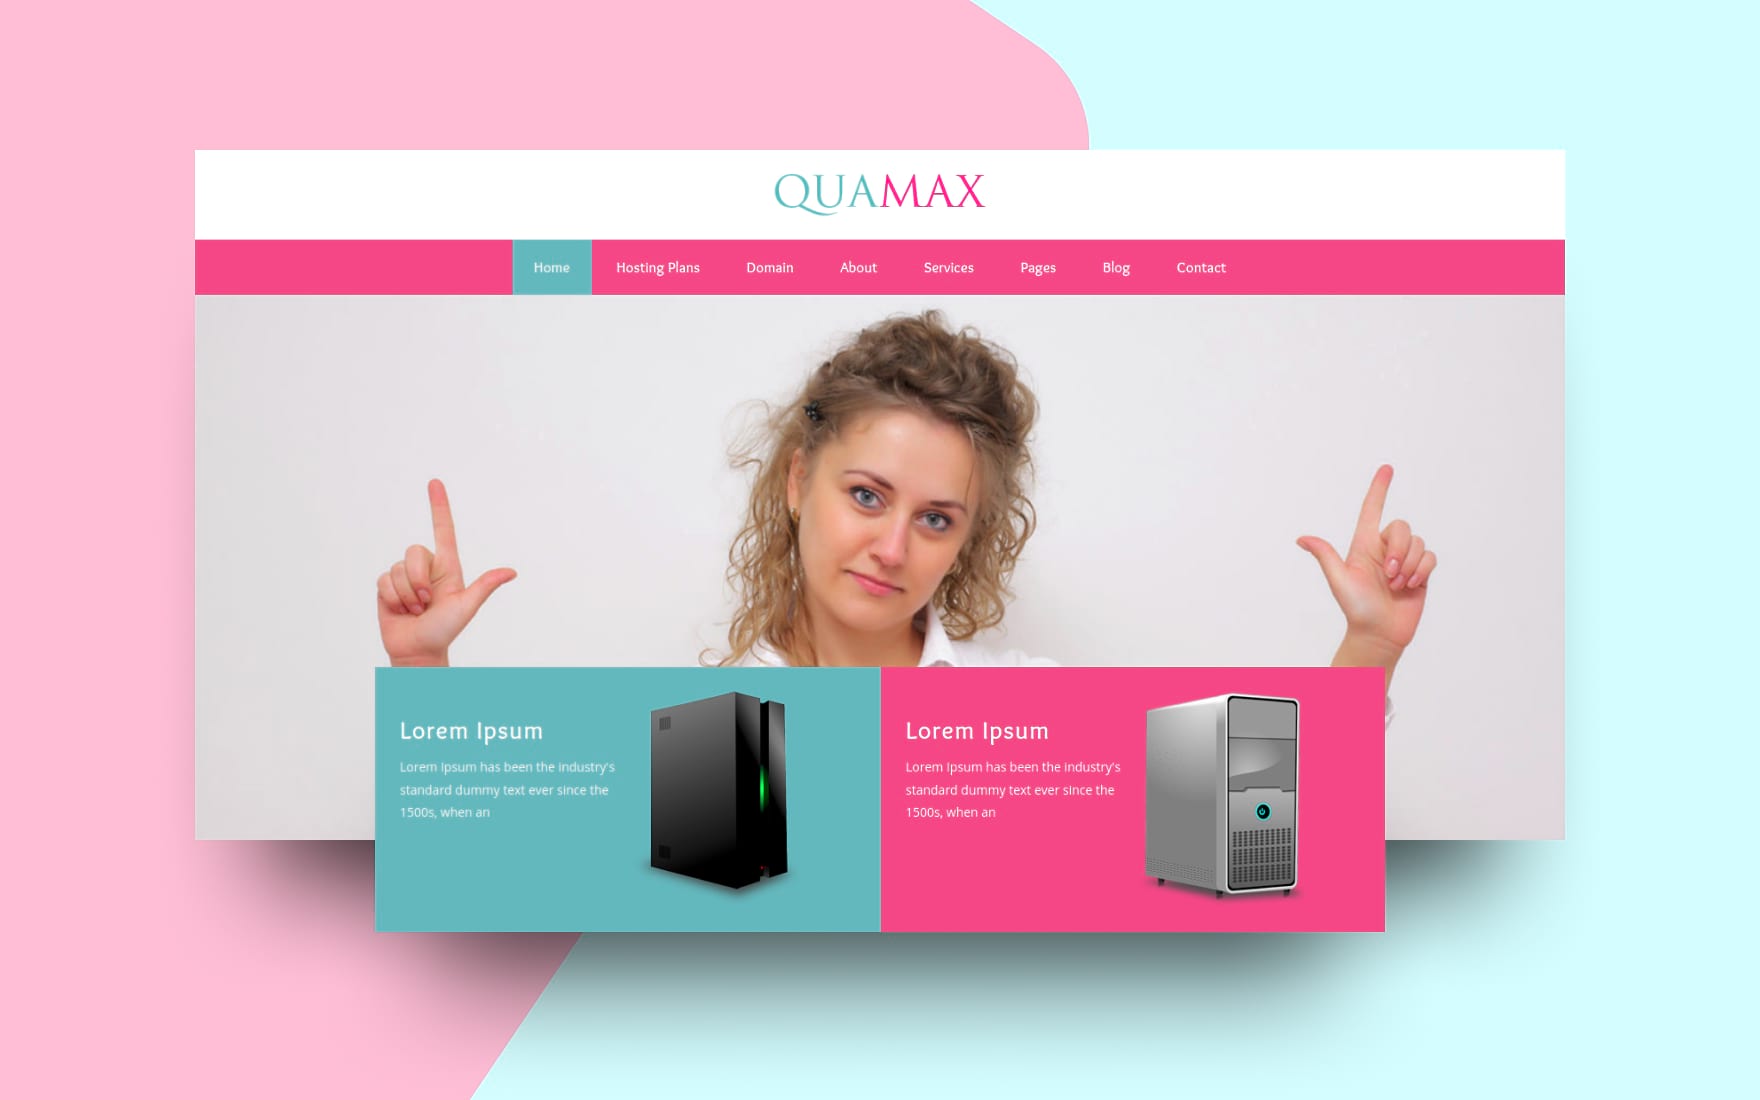 QUAMAX
Home Hosting Plans Domain About Services Pages Blog Contact
Lorem Ipsum
Lorem Ipsum has been the industry's
standard dummy text ever since the
1500s, when an
Lorem Ipsum
Lorem Ipsum has been the industry's
standard dummy text ever since the
1500s, when an